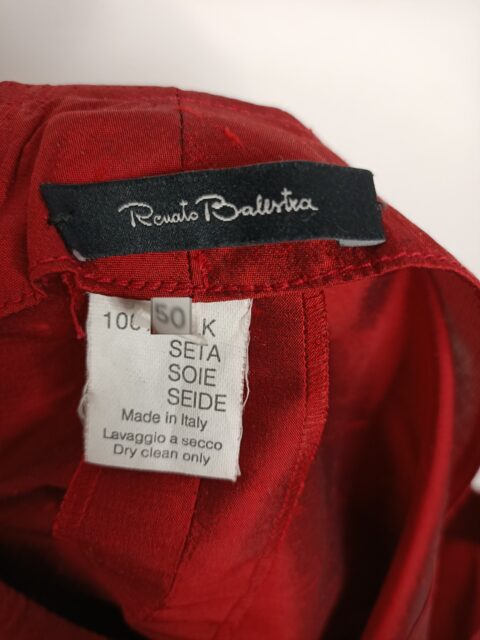 Renato Balestra
50
100
K
SETA
SOIE
SEIDE
Made in Italy
Lavaggio a secco
Dry clean only